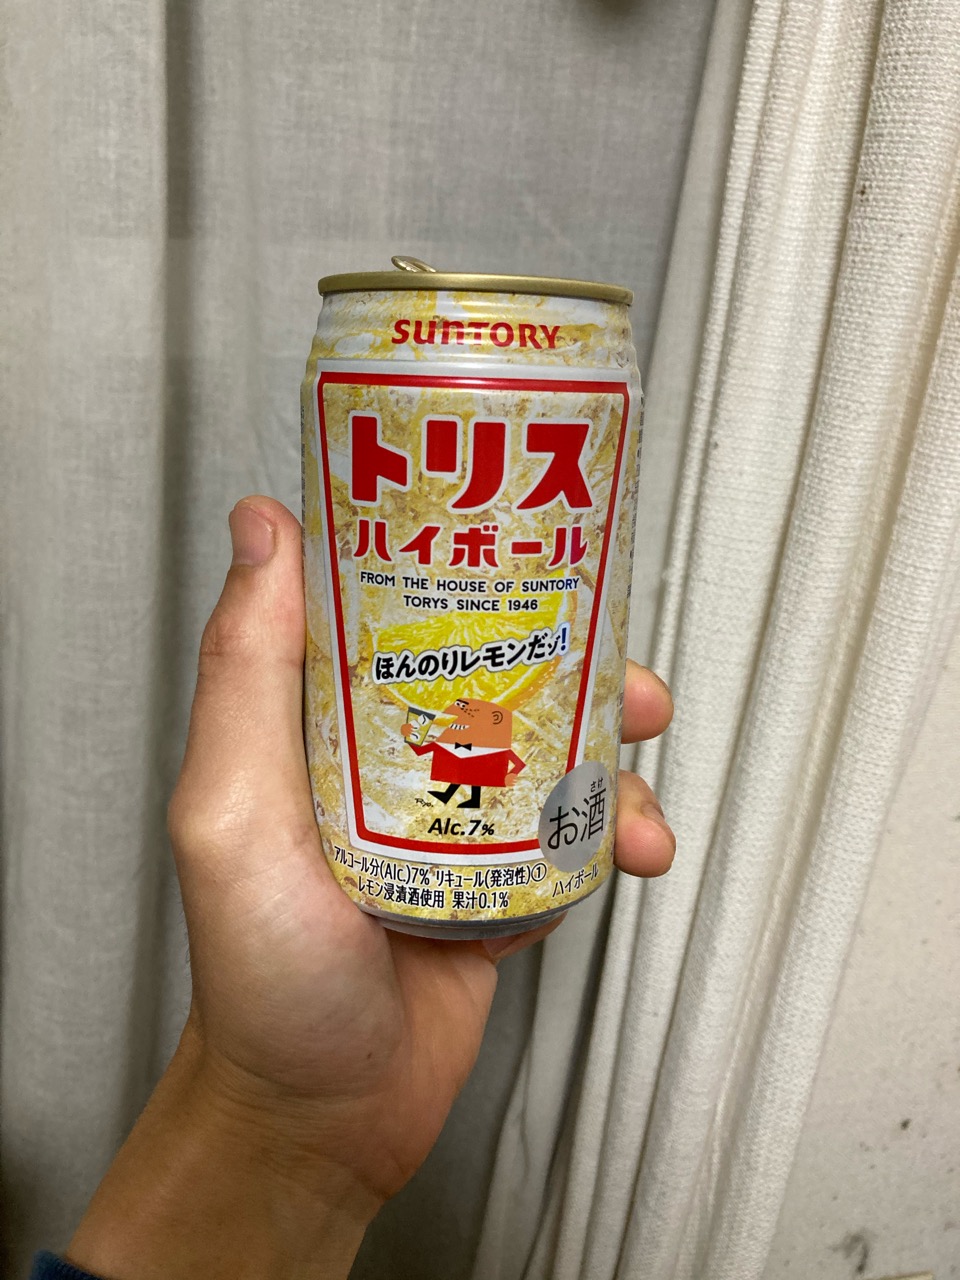 SUNTORY
トリス
ハイボール
FROM THE HOUSE OF SUNTORY
TORYS SINCE 1946
ほんのりレモンだゾ!
Ryo.
Alc.7%
さけ
お酒
アルコール分(Alc.)7% リキュール(発泡性)①
レモン浸漬酒使用 果汁0.1%
ハイボール